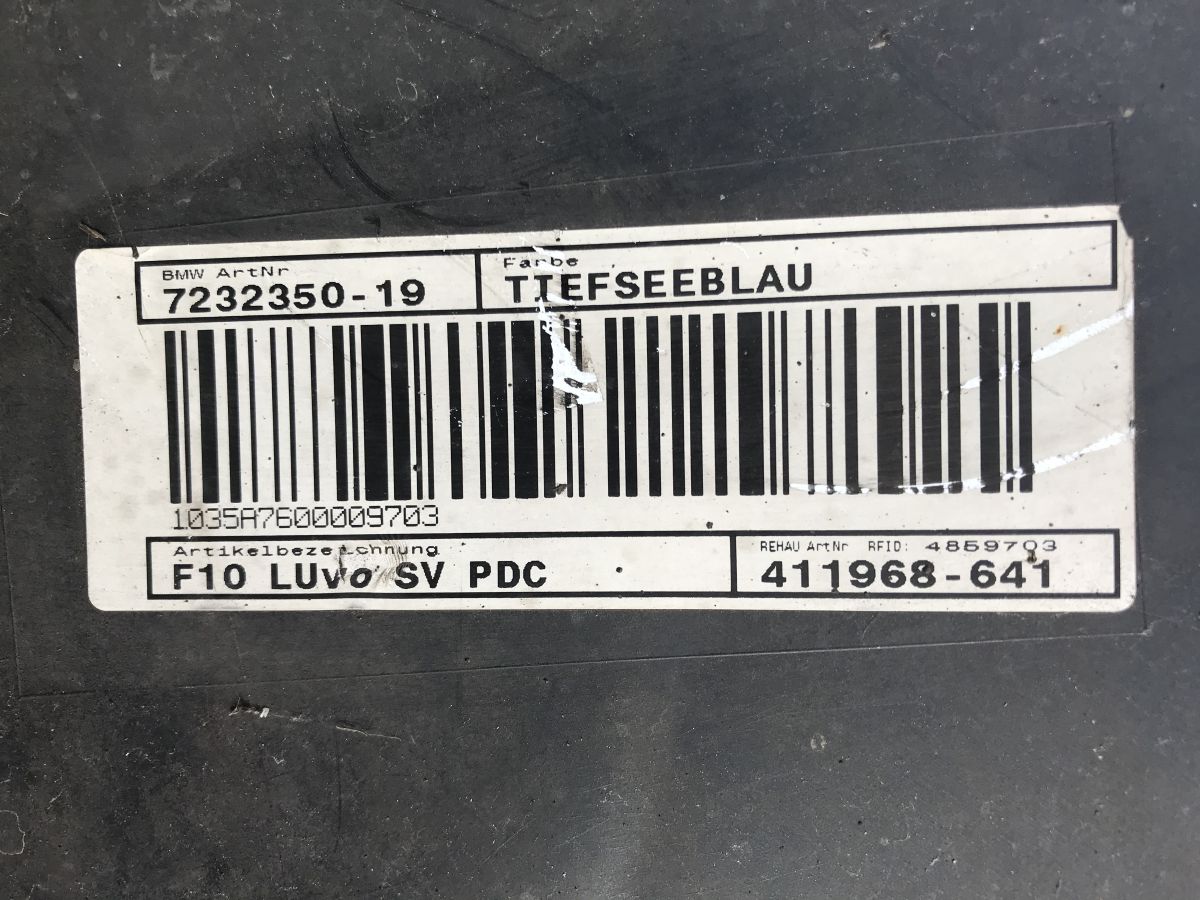 BMW ArtNr
7232350-19
Farbe
TIEFSEEBLAU
1035A7600009703
Artikelbezeichnung
F10 LUvo SV PDC
REHAU ArtNr RFID: 4859703
411968-641